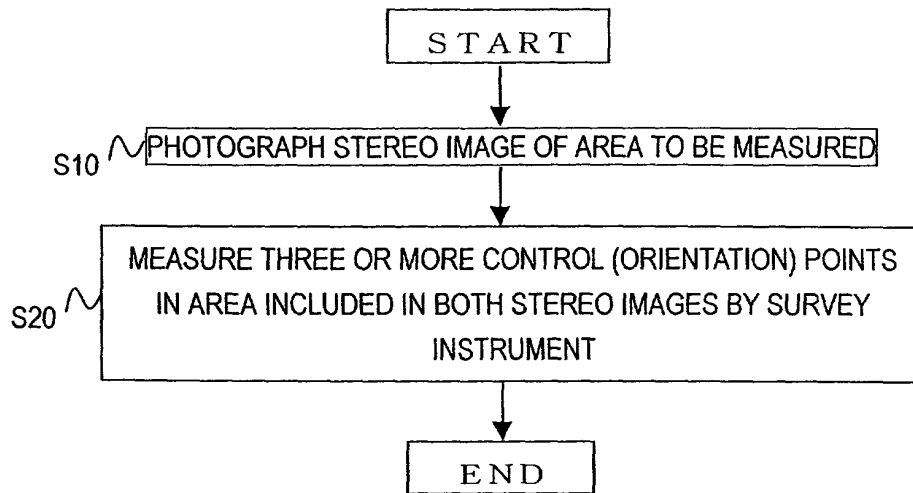 START
S10
PHOTOGRAPH STEREO IMAGE OF AREA TO BE MEASURED
S20
MEASURE THREE OR MORE CONTROL (ORIENTATION) POINTS
IN AREA INCLUDED IN BOTH STEREO IMAGES BY SURVEY
INSTRUMENT
END